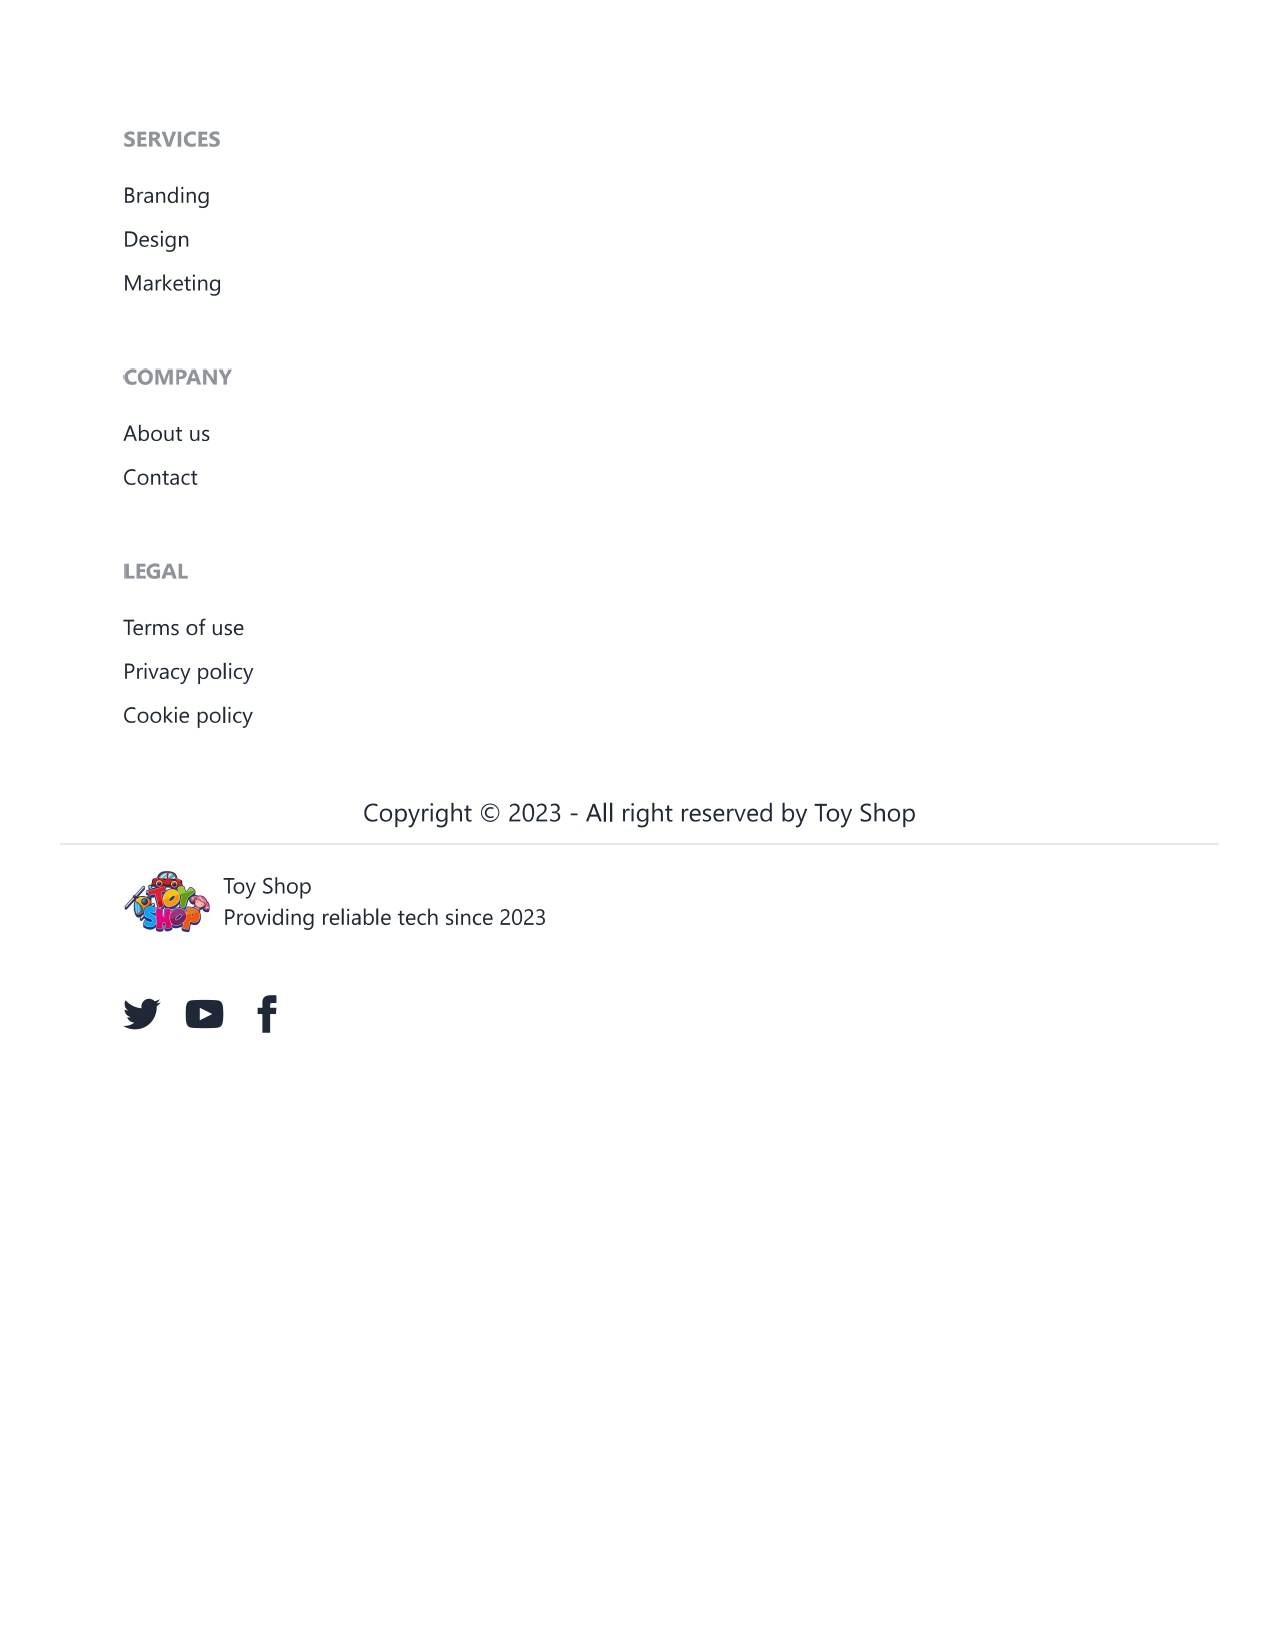 SERVICES
Branding
Design
Marketing
COMPANY
About us
Contact
LEGAL
Terms of use
Privacy policy
Cookie policy
Copyright © 2023 - All right reserved by Toy Shop
TOY
SHOP
Toy Shop
Providing reliable tech since 2023